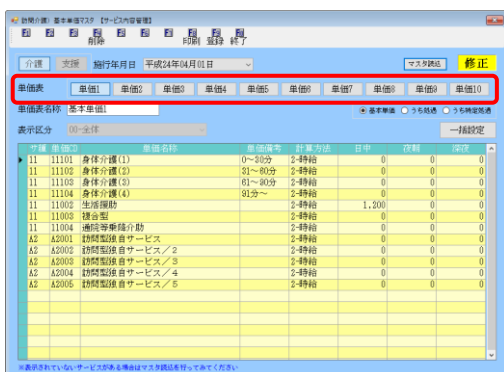 訪問介護) 基本単価マスタ 【サービス内容管理】
削除 印刷 登録 終了
介護 支援 施行年月日 平成24年04月01日 マスタ読込 修正
単価表 単価1 単価2 単価3 単価4 単価5 単価6 単価7 単価8 単価9 単価10
単価表名称 基本単価1 基本単価 うち処遇 うち特定処遇
表示区分 00-全体 一括設定
サ種 単価ID 単価名称 単価備考 計算方法 日中 夜朝 深夜
11 11101 身体介護(1) 0～30分 2-時給 0 0 0
11 11102 身体介護(2) 31～60分 2-時給 0 0 0
11 11103 身体介護(3) 61～90分 2-時給 0 0 0
11 11104 身体介護(4) 91分～ 2-時給 0 0 0
11 11002 生活援助 2-時給 1,200 0 0
11 11003 複合型 2-時給 0 0 0
11 11004 通院等乗降介助 2-時給 0 0 0
A2 A2001 訪問型独自サービス 2-時給 0 0 0
A2 A2002 訪問型独自サービス／2 2-時給 0 0 0
A2 A2003 訪問型独自サービス／3 2-時給 0 0 0
A2 A2004 訪問型独自サービス／4 2-時給 0 0 0
A2 A2005 訪問型独自サービス／5 2-時給 0 0 0
※表示されていないサービスがある場合はマスタ読込を行ってみてください